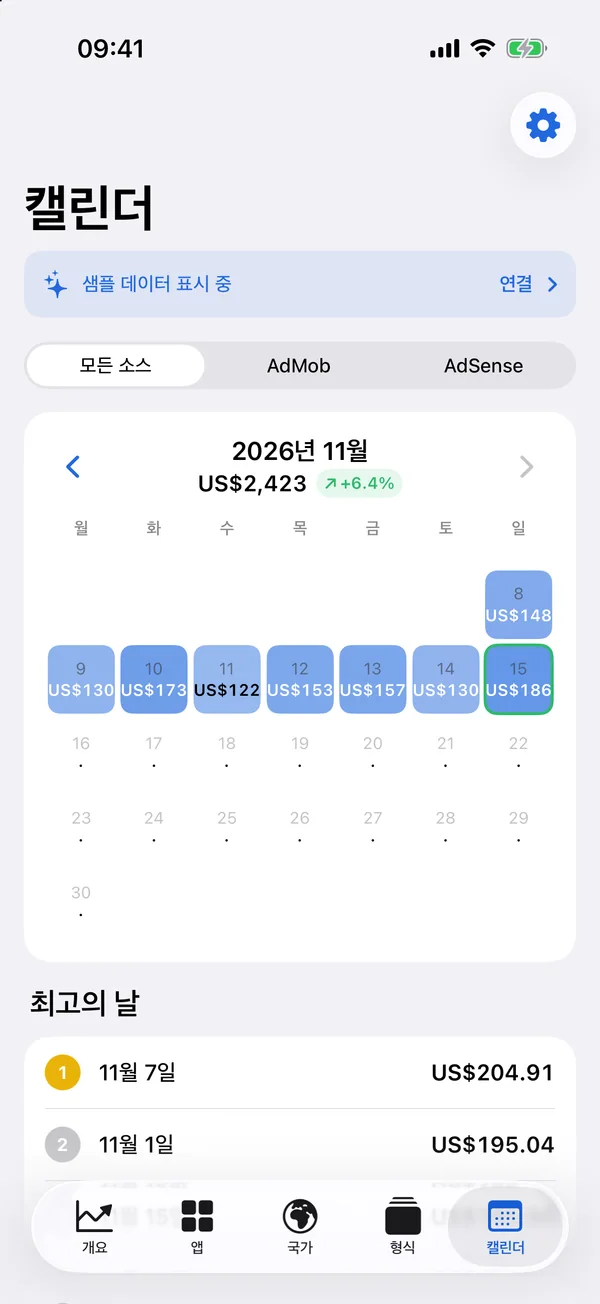 09:41
캘린더
샘플 데이터 표시 중 연결
모든 소스 AdMob AdSense
2026년 11월
US$2,423 +6.4%
월 화 수 목 금 토 일
8
US$148
9 10 11 12 13 14 15
US$130 US$173 US$122 US$153 US$157 US$130 US$186
16 17 18 19 20 21 22
23 24 25 26 27 28 29
30
최고의 날
1 11월 7일 US$204.91
2 11월 1일 US$195.04
개요 앱 국가 형식 캘린더